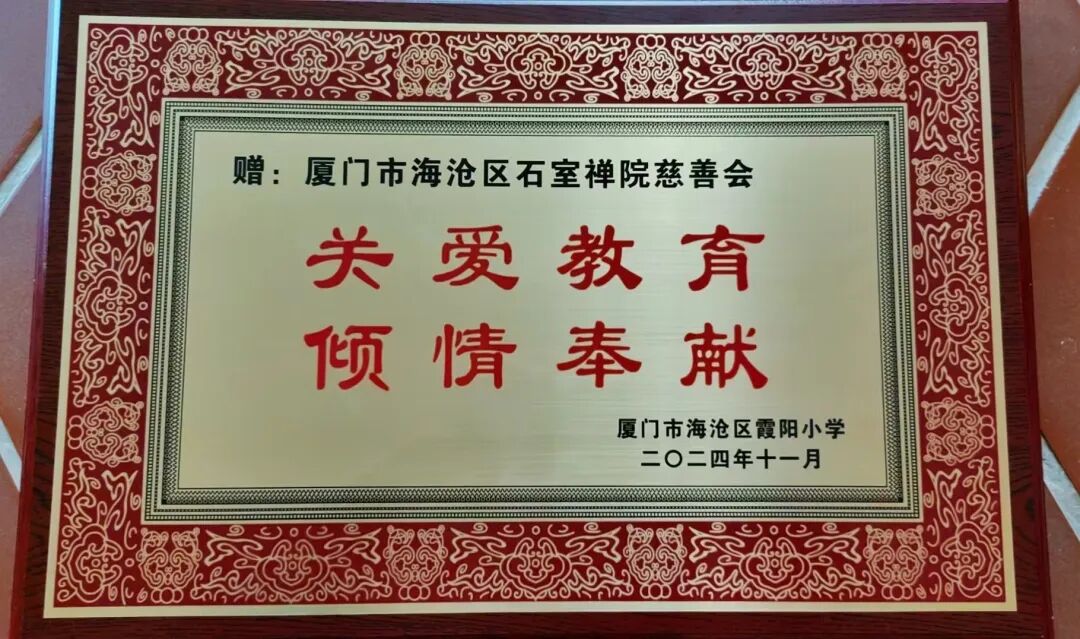 赠：厦门市海沧区石室禅院慈善会
关爱教育
倾情奉献
厦门市海沧区霞阳小学
二〇二四年十一月